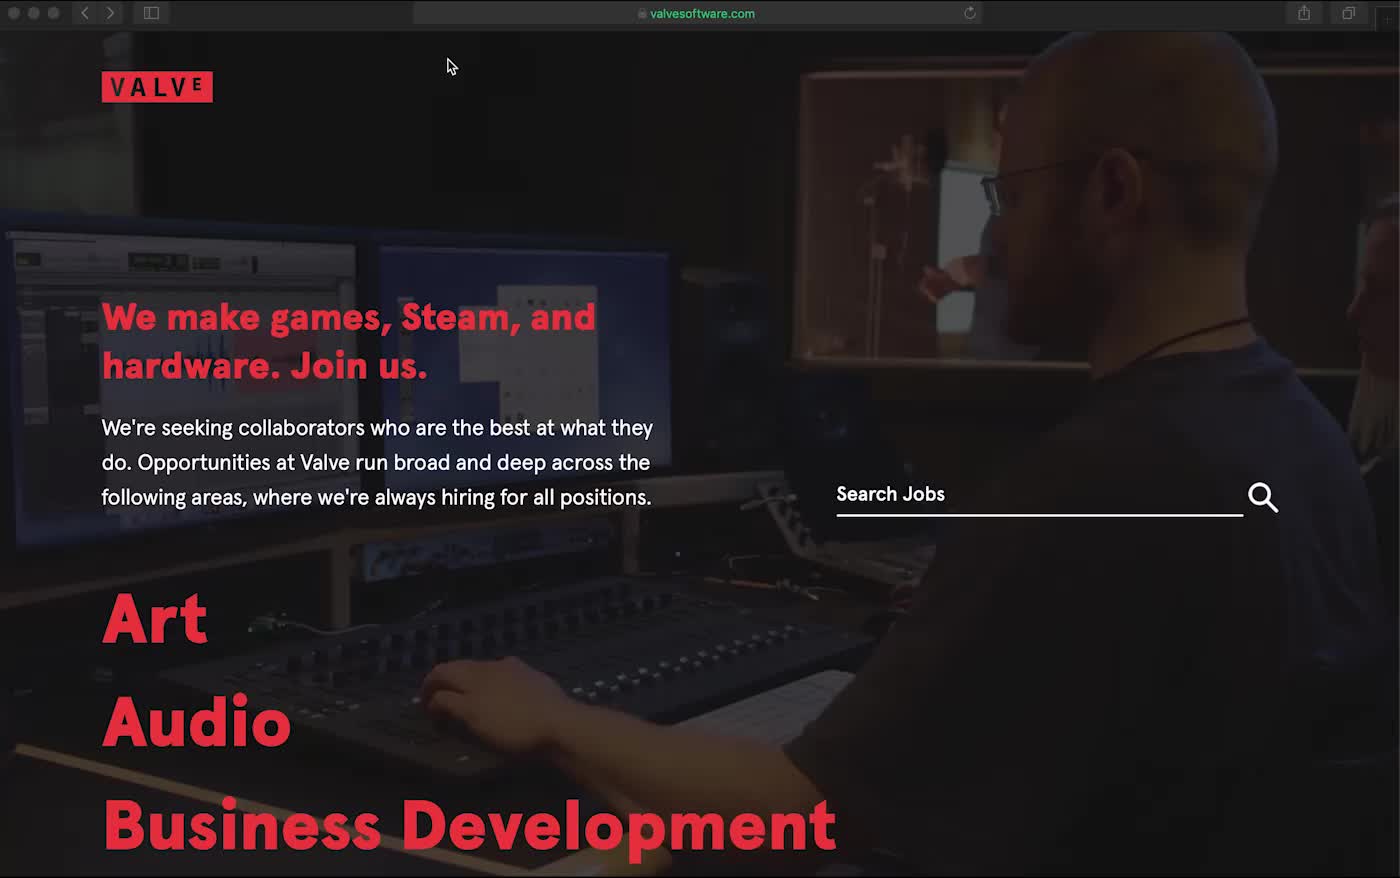 valvesoftware.com
VALVE
We make games, Steam, and
hardware. Join us.
We're seeking collaborators who are the best at what they
do. Opportunities at Valve run broad and deep across the
following areas, where we're always hiring for all positions.
Search Jobs
Art
Audio
Business Development